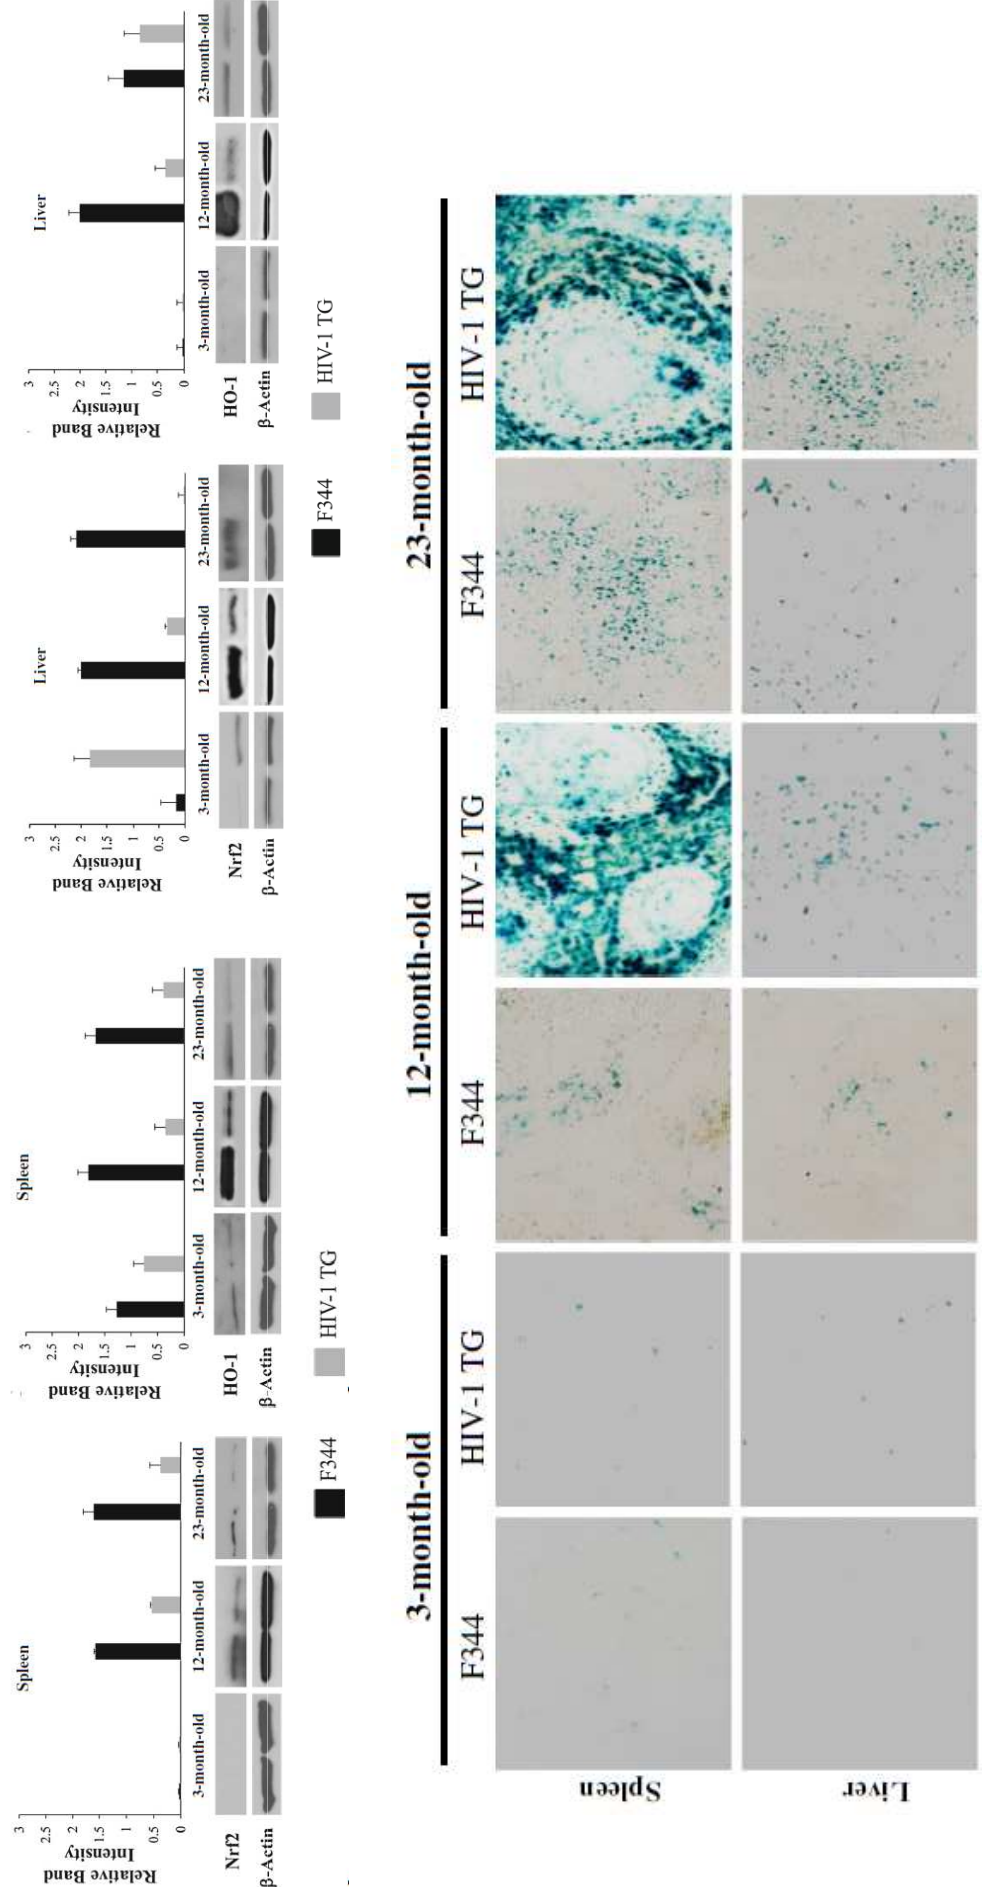 Spleen
Relative Band
Intensity
3
2.5
2
1.5
1
0.5
0
3-month-old 12-month-old 23-month-old
Nrf2
β-Actin
Spleen
Relative Band
Intensity
3
2.5
2
1.5
1
0.5
0
3-month-old 12-month-old 23-month-old
HO-1
β-Actin
F344 HIV-1 TG
Liver
Relative Band
Intensity
3
2.5
2
1.5
1
0.5
0
3-month-old 12-month-old 23-month-old
Nrf2
β-Actin
Liver
Relative Band
Intensity
3
2.5
2
1.5
1
0.5
0
3-month-old 12-month-old 23-month-old
HO-1
β-Actin
F344 HIV-1 TG
3-month-old 12-month-old 23-month-old
F344 HIV-1 TG F344 HIV-1 TG F344 HIV-1 TG
Spleen
Liver